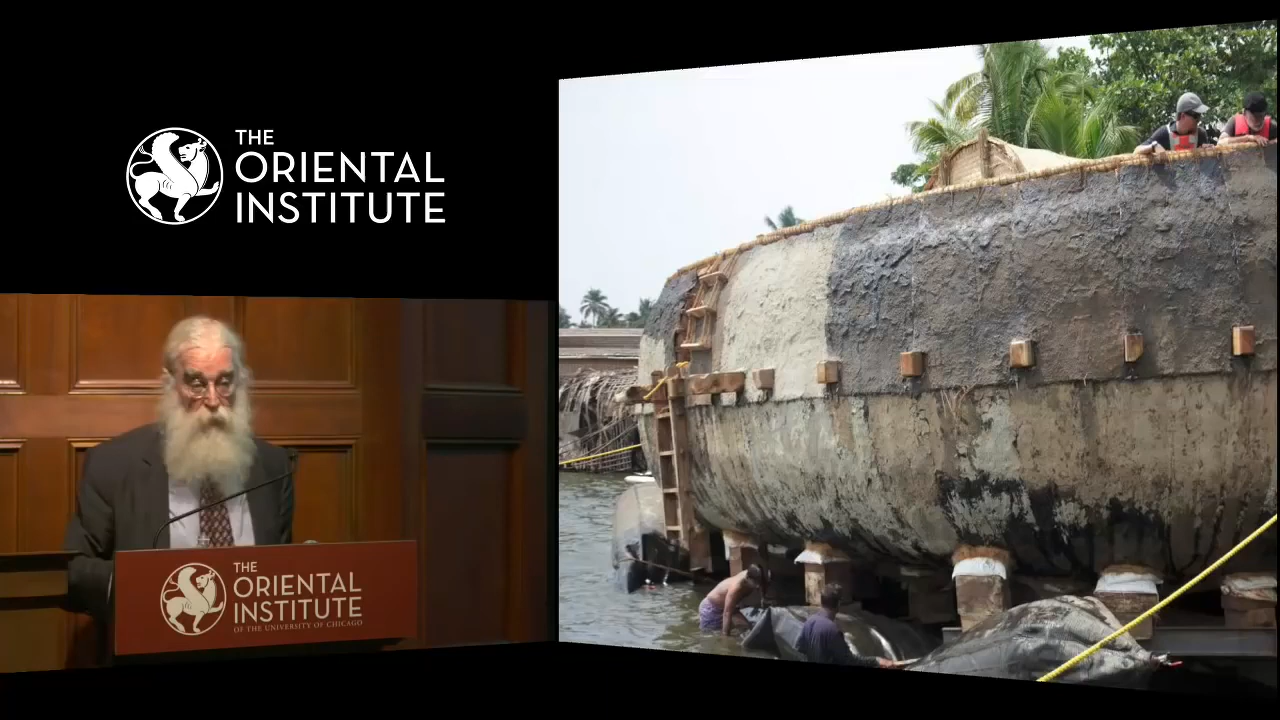 THE
ORIENTAL
INSTITUTE
THE
ORIENTAL
INSTITUTE
OF THE UNIVERSITY OF CHICAGO